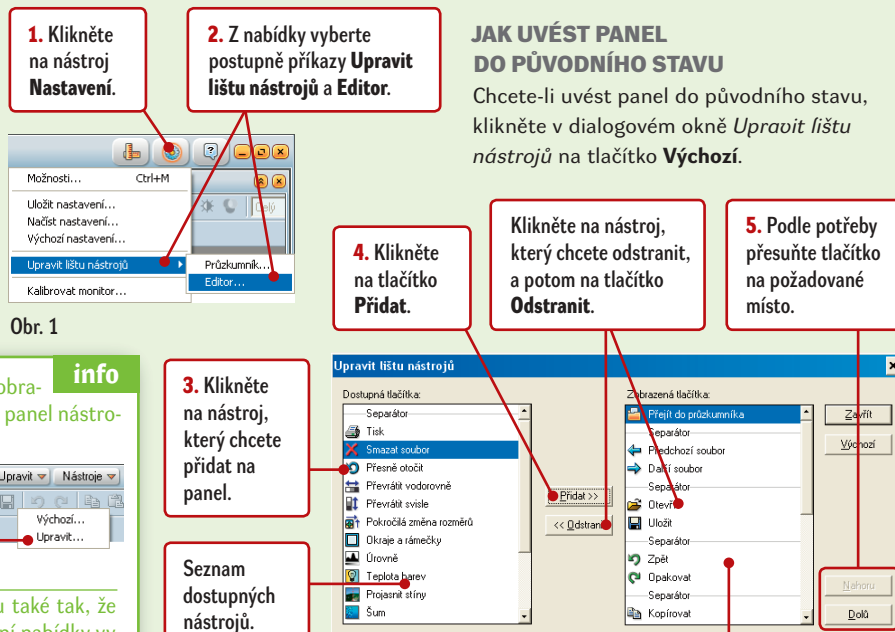 1. Klikněte
na nástroj
Nastavení.
2. Z nabídky vyberte
postupně příkazy Upravit
lištu nástrojů a Editor.
JAK UVÉST PANEL
DO PŮVODNÍHO STAVU
Chcete-li uvést panel do původního stavu,
klikněte v dialogovém okně Upravit lištu
nástrojů na tlačítko Výchozí.
Možnosti... Ctrl+M
Uložit nastavení...
Načíst nastavení...
Výchozí nastavení...
Upravit lištu nástrojů
Kalibrovat monitor...
Průzkumník...
Editor...
Celý
Obr. 1
4. Klikněte
na tlačítko
Přidat.
Klikněte na nástroj,
který chcete odstranit,
a potom na tlačítko
Odstranit.
5. Podle potřeby
přesuňte tlačítko
na požadované
místo.
info
obra-
panel nástro-
Upravit Nástroje
Výchozí...
Upravit...
u také tak, že
ní nabídky vy-
3. Klikněte
na nástroj,
který chcete
přidat na
panel.
Seznam
dostupných
nástrojů.
Upravit lištu nástrojů
Dostupná tlačítka:
Separátor
Tisk
Smazat soubor
Přesně otočit
Převrátit vodorovně
Převrátit svisle
Pokročilá změna rozměrů
Okraje a rámečky
Úrovně
Teplota barev
Projasnit stíny
Šum
Přidat >>
<< Odstranit
Zobrazená tlačítka:
Přejít do průzkumníka
Separátor
Předchozí soubor
Další soubor
Separátor
Otevřít
Uložit
Separátor
Zpět
Opakovat
Separátor
Kopírovat
Zavřít
Výchozí
Nahoru
Dolů